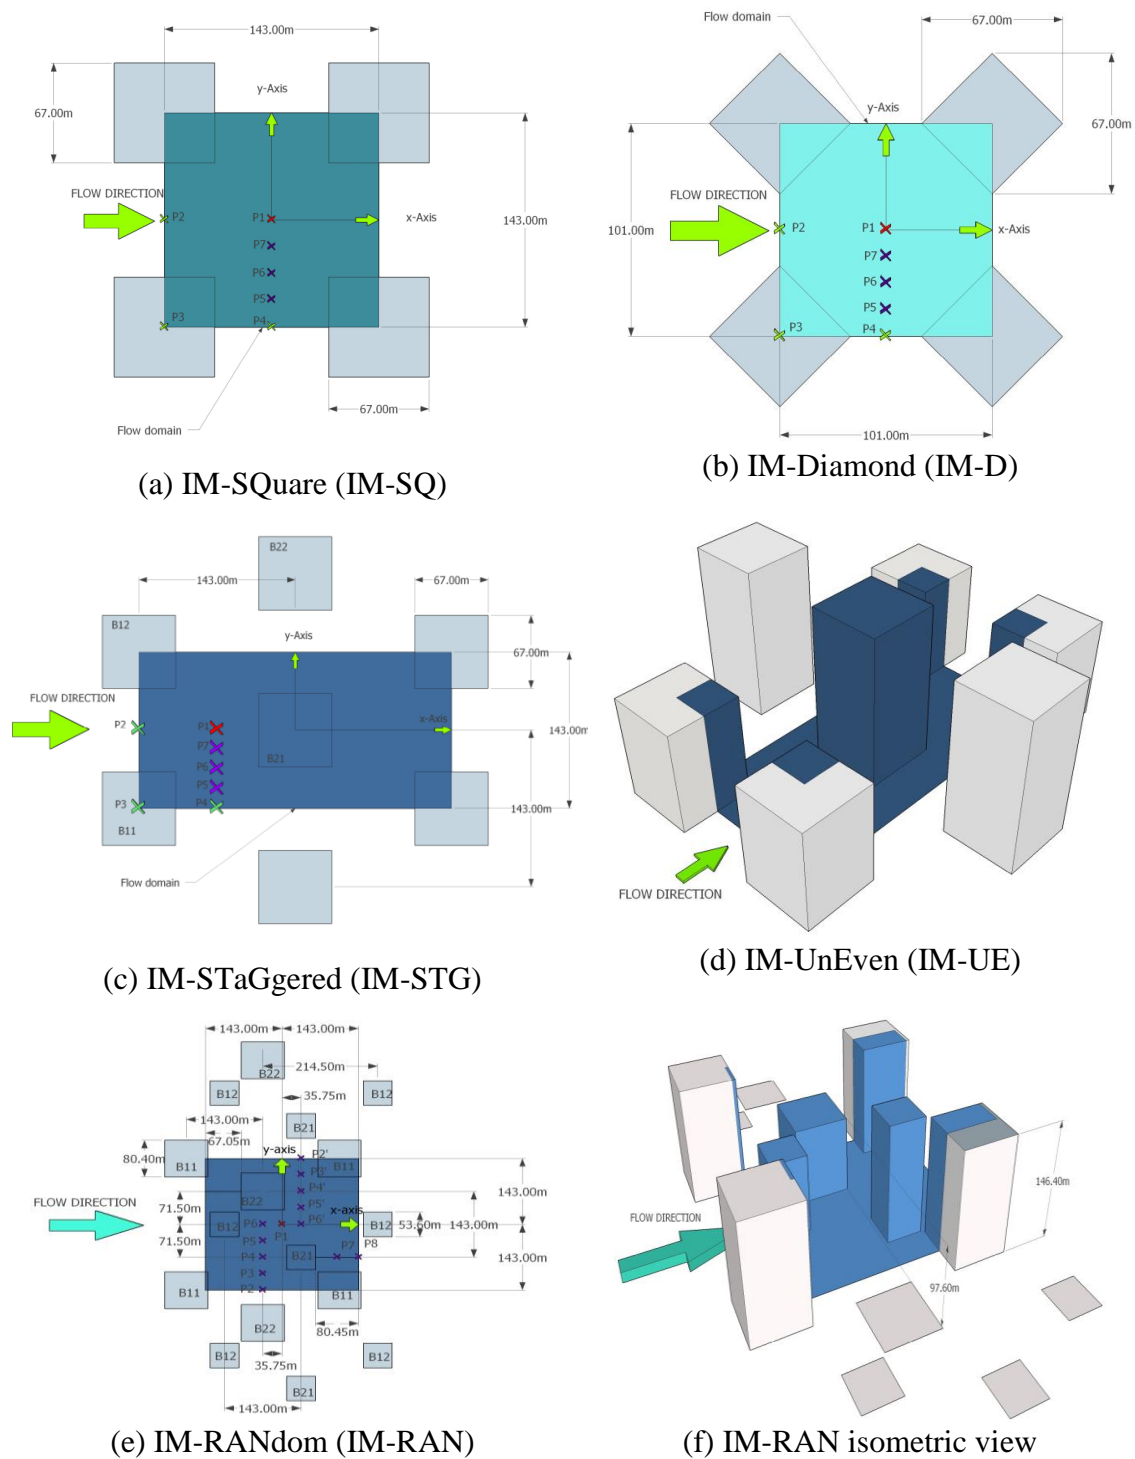 143.00m
67.00m
y-Axis
FLOW DIRECTION
P2
P1
x-Axis
143.00m
P7
P6
P5
P3
P4
67.00m
Flow domain
(a) IM-SQuare (IM-SQ)
Flow domain
67.00m
y-Axis
67.00m
FLOW DIRECTION
P2
P1
x-Axis
101.00m
P7
P6
P5
P3
P4
101.00m
(b) IM-Diamond (IM-D)
B22
143.00m
67.00m
B12
y-Axis
67.00m
FLOW DIRECTION
P2
P1
x-Axis
143.00m
P7
B21
P6
P5
P3
P4
143.00m
B11
Flow domain
(c) IM-STaGgered (IM-STG)
FLOW DIRECTION
(d) IM-UnEven (IM-UE)
143.00m
143.00m
B22
214.50m
B12
B12
35.75m
143.00m
B21
67.05m
y-axis
P2'
80.40m
B11
P3'
B11
B22
P4'
143.00m
FLOW DIRECTION
71.50m
P5'
x-axis
B12
P6
P1
P6'
B12
53.60m
143.00m
71.50m
P5
P4
B21
P7
P8
143.00m
P3
P2
B11
B11
B22
80.45m
B12
35.75m
B12
B21
143.00m
(e) IM-RANdom (IM-RAN)
FLOW DIRECTION
146.40m
97.60m
(f) IM-RAN isometric view